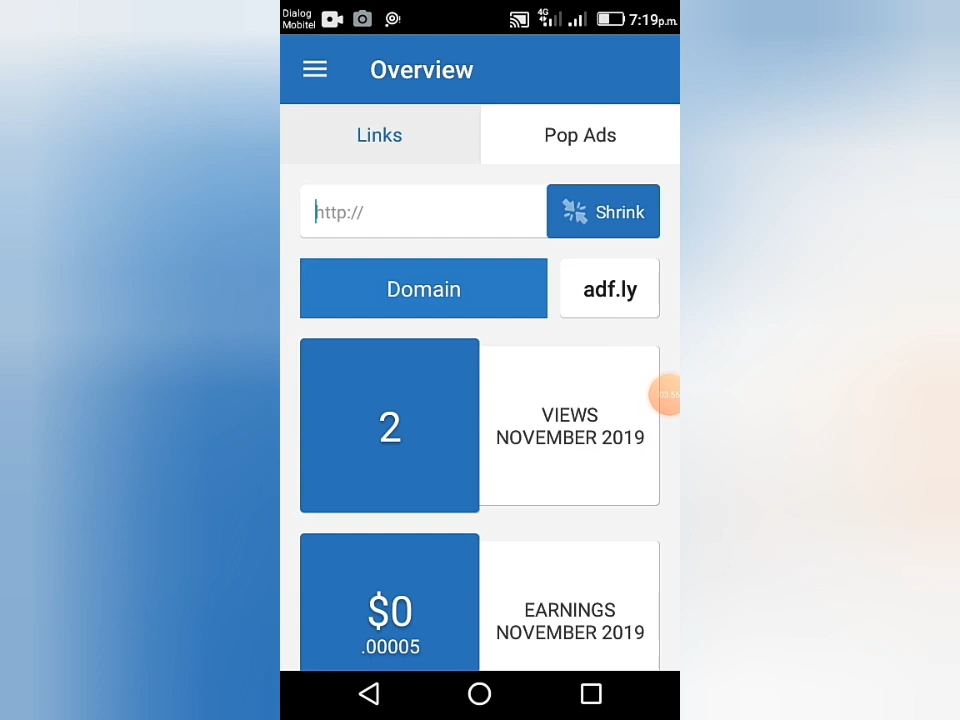 Dialog
Mobitel
4G
7:19p.m.
Overview
Links
Pop Ads
http://
Shrink
Domain
adf.ly
2
VIEWS
NOVEMBER 2019
$0
.00005
EARNINGS
NOVEMBER 2019